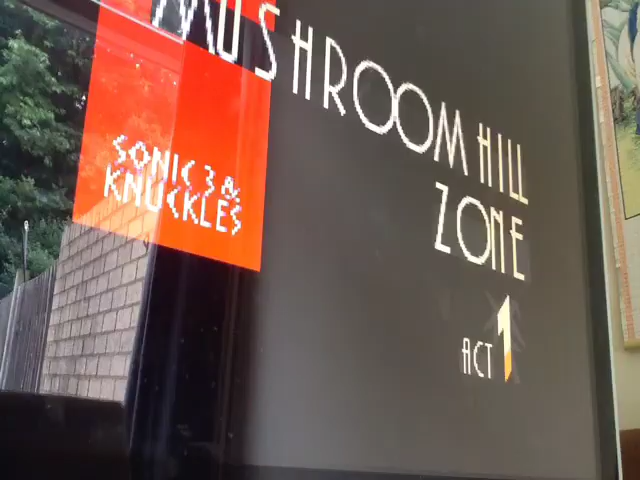 MUSHROOM HILL
ZONE
ACT 1
SONIC 3 &
KNUCKLES